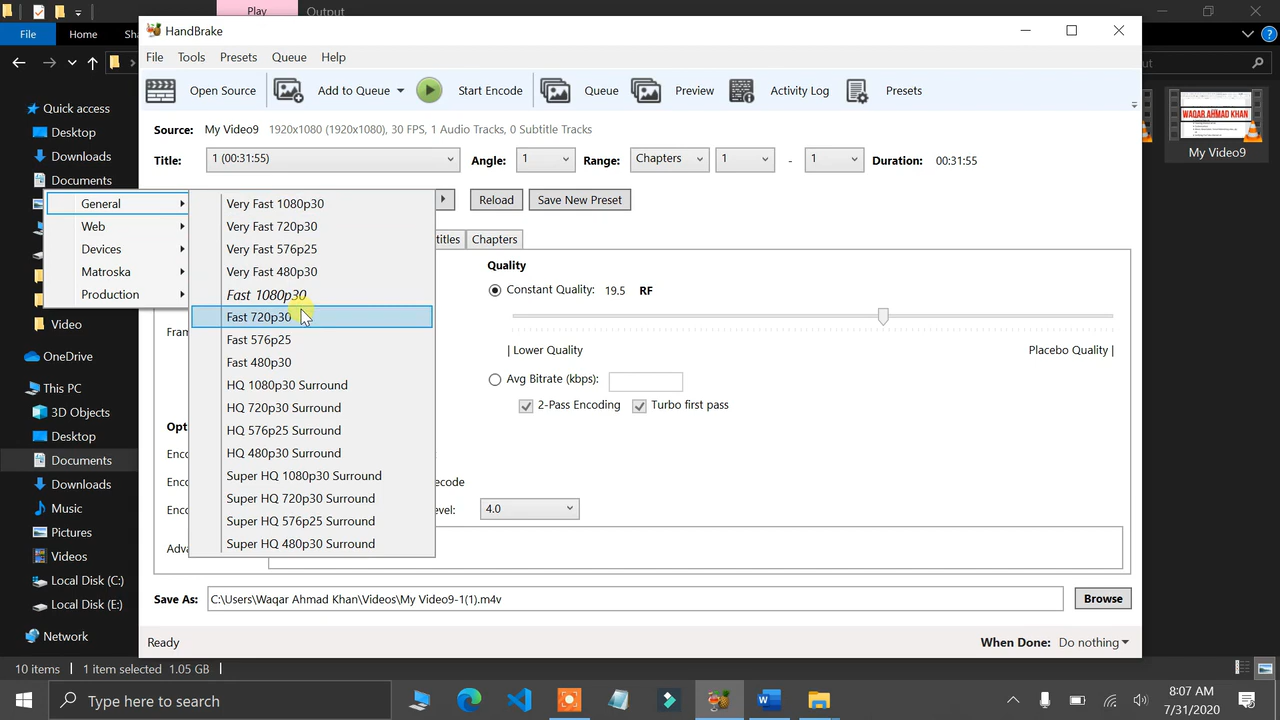 Play
Output
File
Home
Sha
HandBrake
File
Tools
Presets
Queue
Help
Open Source
Add to Queue
Start Encode
Queue
Preview
Activity Log
Presets
Source: My Video9 1920x1080 (1920x1080), 30 FPS, 1 Audio Tracks, 0 Subtitle Tracks
Title: 1 (00:31:55)
Angle: 1
Range: Chapters 1 - 1
Duration: 00:31:55
Reload
Save New Preset
titles
Chapters
General
Web
Devices
Matroska
Production
Very Fast 1080p30
Very Fast 720p30
Very Fast 576p25
Very Fast 480p30
Fast 1080p30
Fast 720p30
Fast 576p25
Fast 480p30
HQ 1080p30 Surround
HQ 720p30 Surround
HQ 576p25 Surround
HQ 480p30 Surround
Super HQ 1080p30 Surround
Super HQ 720p30 Surround
Super HQ 576p25 Surround
Super HQ 480p30 Surround
Quality
Constant Quality: 19.5 RF
| Lower Quality
Placebo Quality |
Avg Bitrate (kbps):
2-Pass Encoding
Turbo first pass
Fram
Opti
Enco
Enco
ecode
Enco
evel: 4.0
Adva
Save As: C:\Users\Waqar Ahmad Khan\Videos\My Video9-1(1).m4v
Browse
Ready
When Done: Do nothing
Quick access
Desktop
Downloads
Documents
Video
OneDrive
This PC
3D Objects
Desktop
Documents
Downloads
Music
Pictures
Videos
Local Disk (C:)
Local Disk (E:)
Network
10 items
1 item selected 1.05 GB
ut
WAQAR AHMAD KHAN
My Video9
Type here to search
8:07 AM
7/31/2020